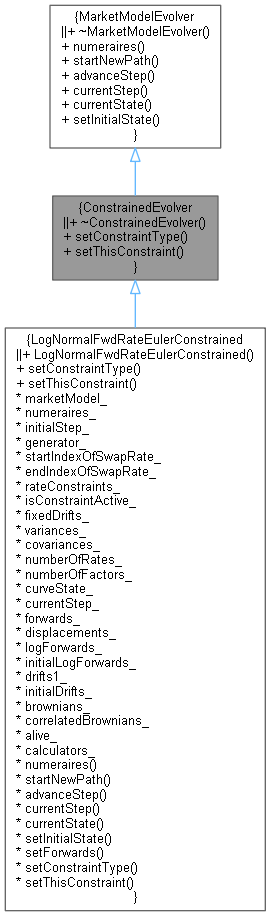 {MarketModelEvolver
||+ ~MarketModelEvolver()
+ numeraires()
+ startNewPath()
+ advanceStep()
+ currentStep()
+ currentState()
+ setInitialState()
}
{ConstrainedEvolver
||+ ~ConstrainedEvolver()
+ setConstraintType()
+ setThisConstraint()
}
{LogNormalFwdRateEulerConstrained
||+ LogNormalFwdRateEulerConstrained()
+ setConstraintType()
+ setThisConstraint()
* marketModel_
* numeraires_
* initialStep_
* generator_
* startIndexOfSwapRate_
* endIndexOfSwapRate_
* rateConstraints_
* isConstraintActive_
* fixedDrifts_
* variances_
* covariances_
* numberOfRates_
* numberOfFactors_
* curveState_
* currentStep_
* forwards_
* displacements_
* logForwards_
* initialLogForwards_
* drifts1_
* initialDrifts_
* brownians_
* correlatedBrownians_
* alive_
* calculators_
* numeraires()
* startNewPath()
* advanceStep()
* currentStep()
* currentState()
* setInitialState()
* setForwards()
* setConstraintType()
* setThisConstraint()
}